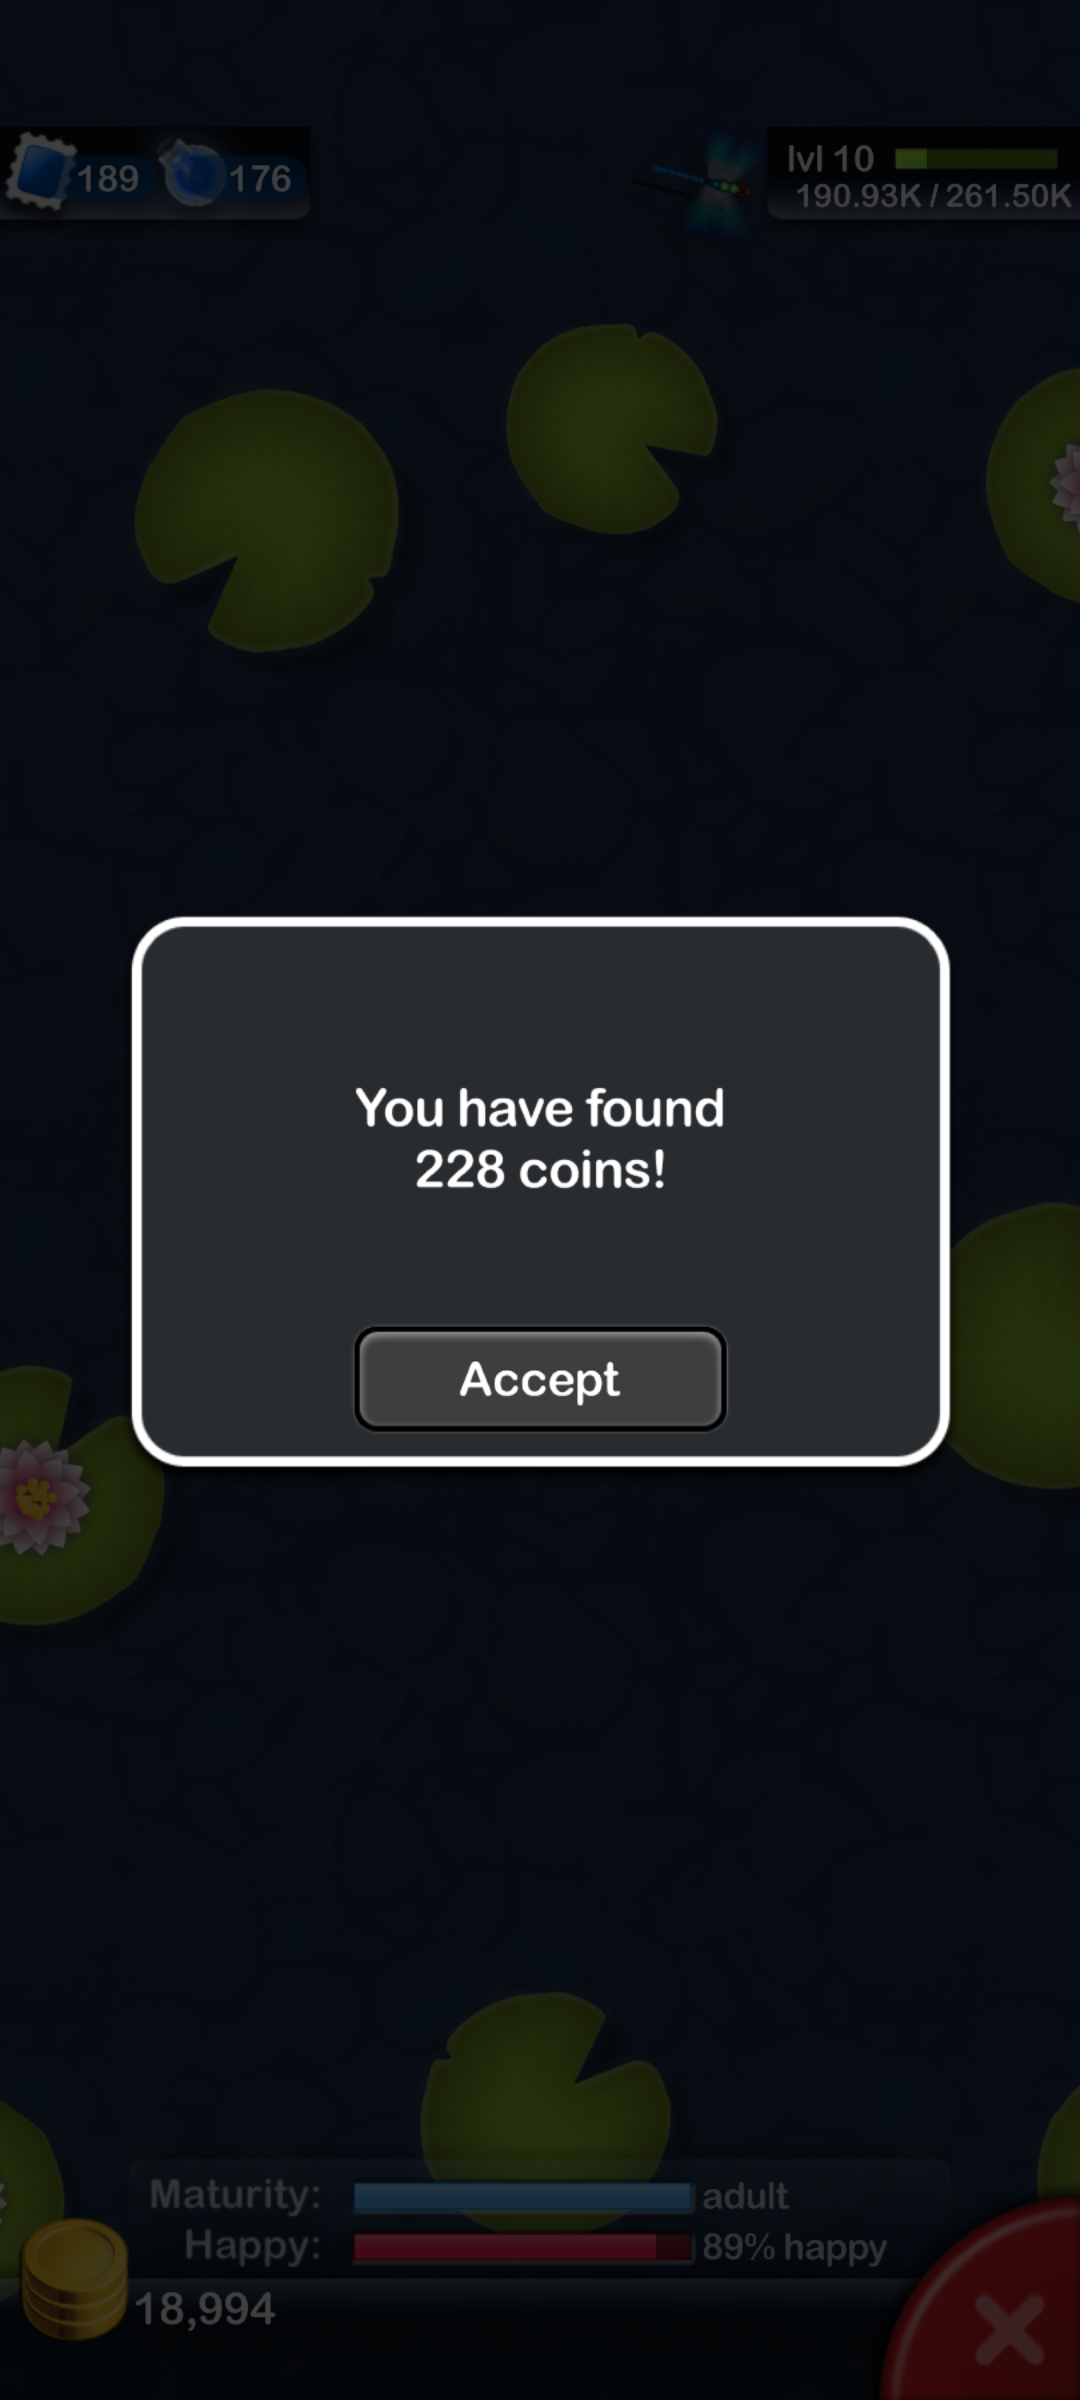 189 176
lvl 10
190.93K / 261.50K
You have found
228 coins!
Accept
Maturity: adult
Happy: 89% happy
18,994